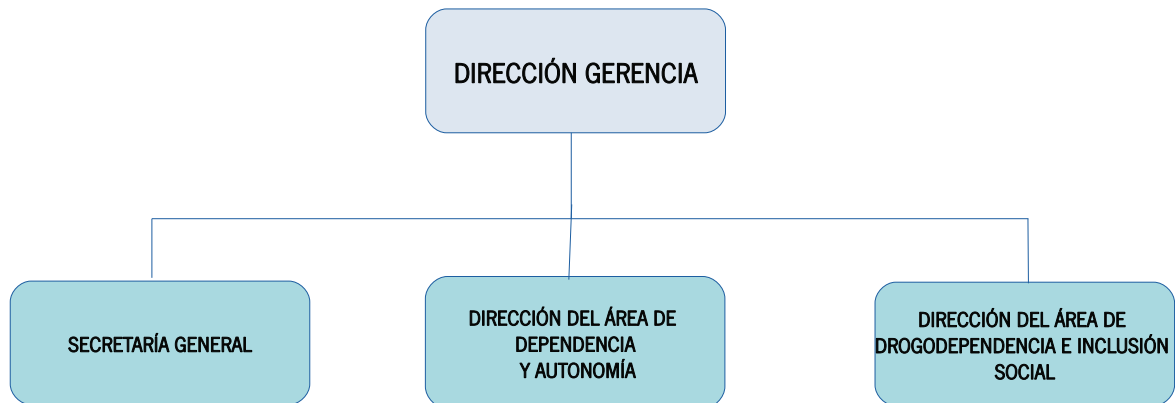 DIRECCIÓN GERENCIA
SECRETARÍA GENERAL
DIRECCIÓN DEL ÁREA DE
DEPENDENCIA
Y AUTONOMÍA
DIRECCIÓN DEL ÁREA DE
DROGODEPENDENCIA E INCLUSIÓN
SOCIAL